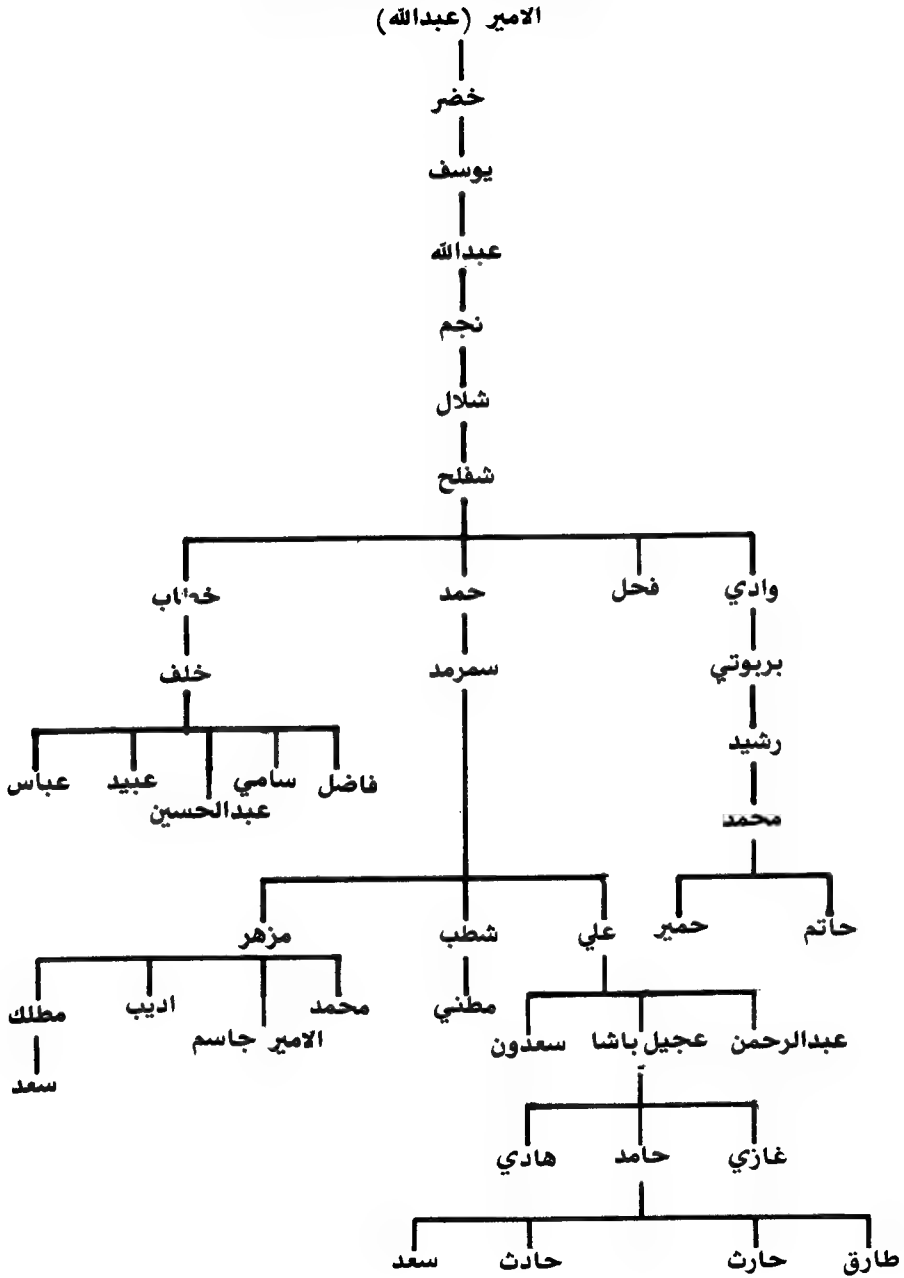 الامير (عبدالله)
خضر
يوسف
عبدالله
نجم
شلال
شفلح
وادي فحل حمد خطاب
بربوتي سمرمد خلف
رشيد
فاضل سامي عبدالحسين عبيد عباس
محمد
حاتم حمير علي شطب مزهر
مطني محمد الامير جاسم اديب مطلك
عبدالرحمن عجيل باشا سعدون
سعد
غازي حامد هادي
طارق حارث حادث سعد